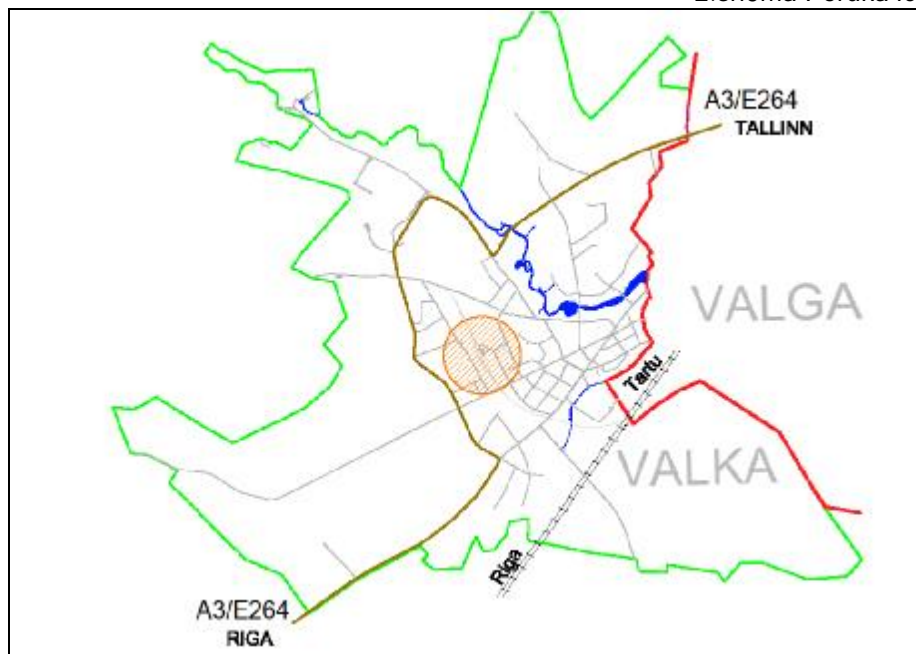 A3/E264
TALLINN
VALGA
Tartu
VALKA
Riga
A3/E264
RIGA